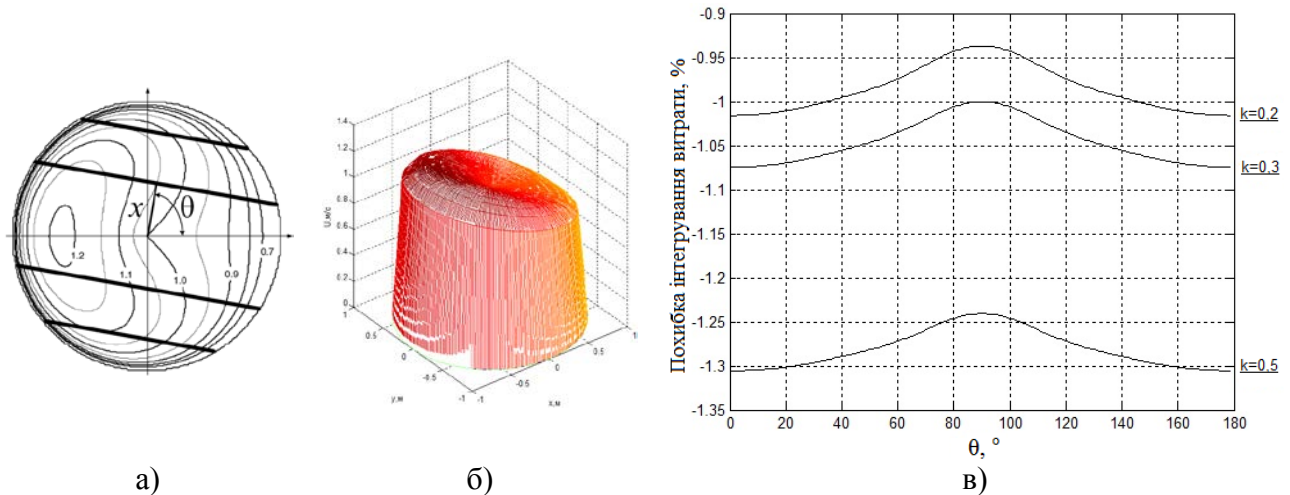 x
θ
1.2
1.1
1.0
0.9
0.7
а)
1.4
1.2
1
0.8
0.6
0.4
0.2
0
U,м/с
1
0.5
0
-0.5
-1
у,м
-1
-0.5
0
0.5
1
х,м
б)
Похибка інтегрування витрати, %
-0.9
-0.95
-1
-1.05
-1.1
-1.15
-1.2
-1.25
-1.3
-1.35
k=0.2
k=0.3
k=0.5
0 20 40 60 80 100 120 140 160 180
θ, °
в)